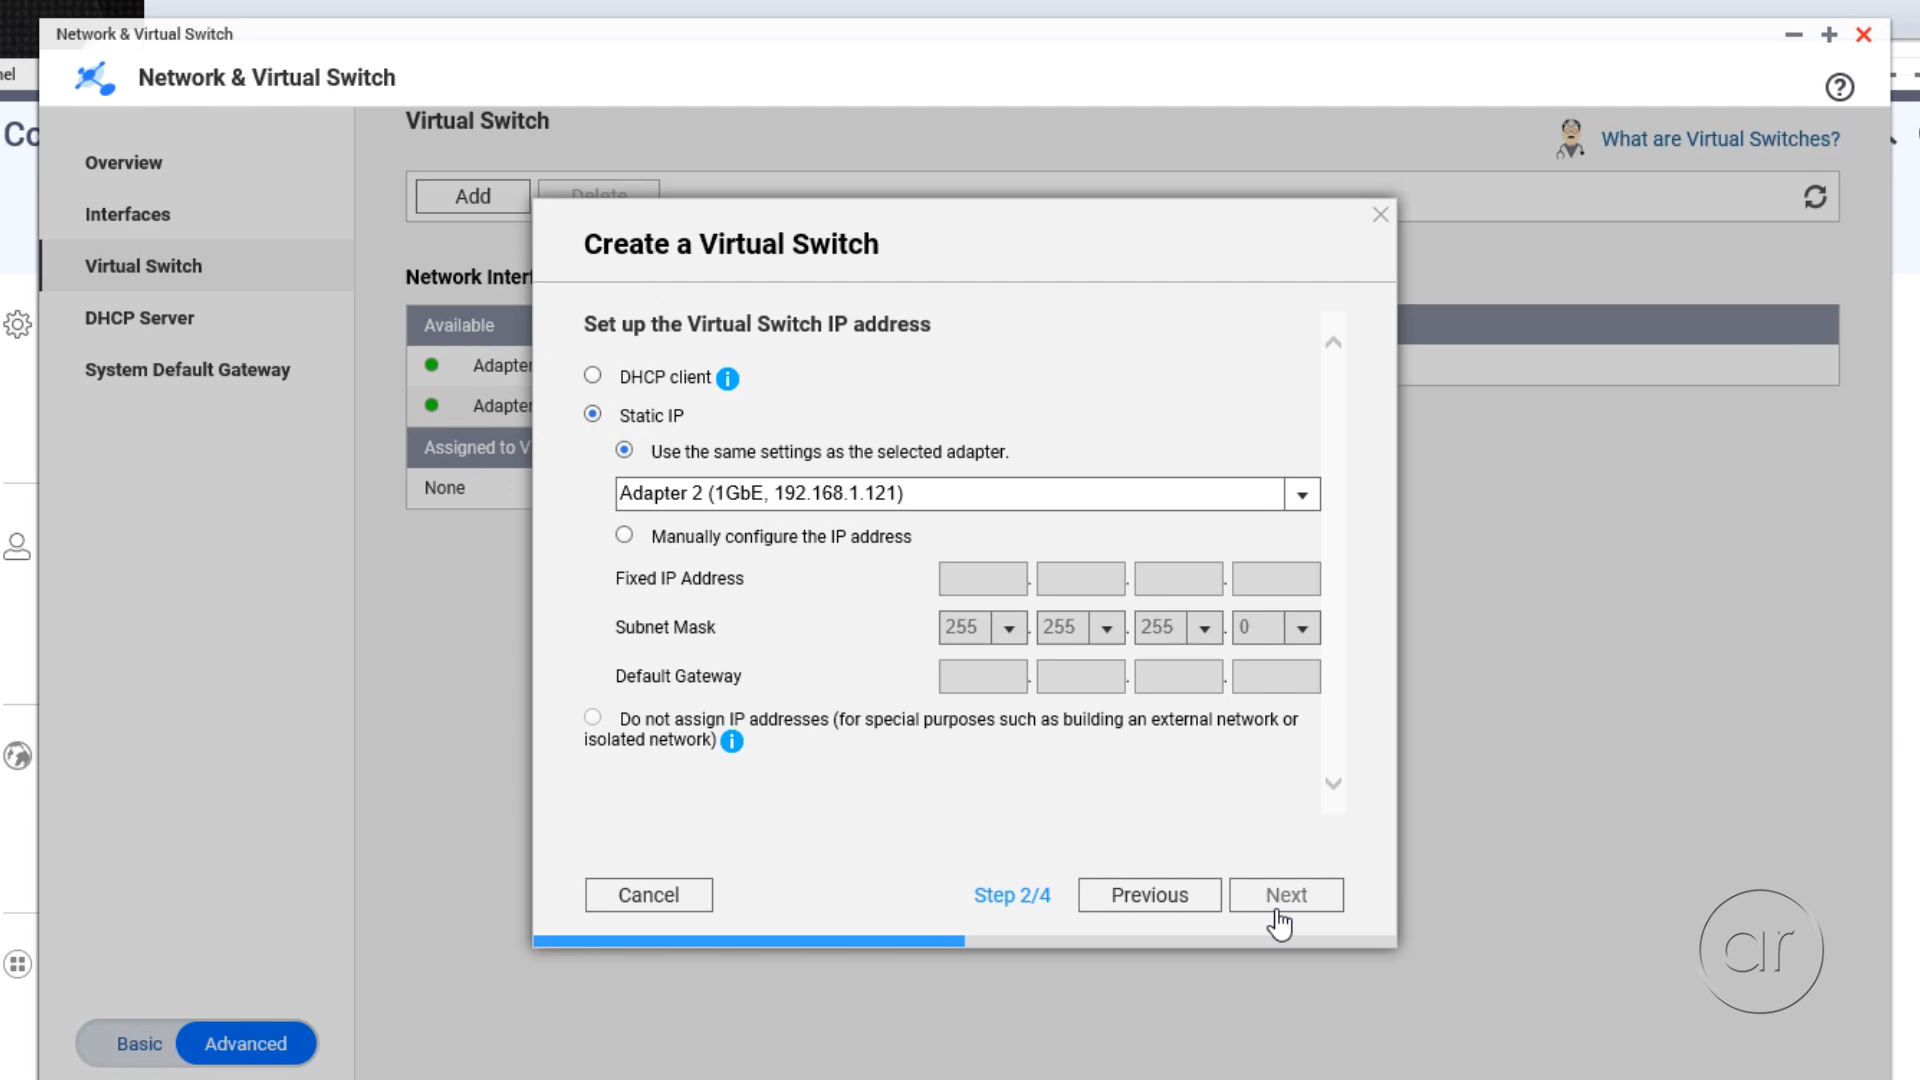 Network & Virtual Switch
Network & Virtual Switch
nel
Co
Overview
Interfaces
Virtual Switch
DHCP Server
System Default Gateway
Basic
Advanced
Virtual Switch
What are Virtual Switches?
Add
Delete
Network Inter
Available
Adapter
Adapter
Assigned to V
None
Create a Virtual Switch
Set up the Virtual Switch IP address
DHCP client
Static IP
Use the same settings as the selected adapter.
Adapter 2 (1GbE, 192.168.1.121)
Manually configure the IP address
Fixed IP Address . . .
Subnet Mask 255 . 255 . 255 . 0
Default Gateway . . .
Do not assign IP addresses (for special purposes such as building an external network or
isolated network)
Cancel
Step 2/4
Previous
Next
ar